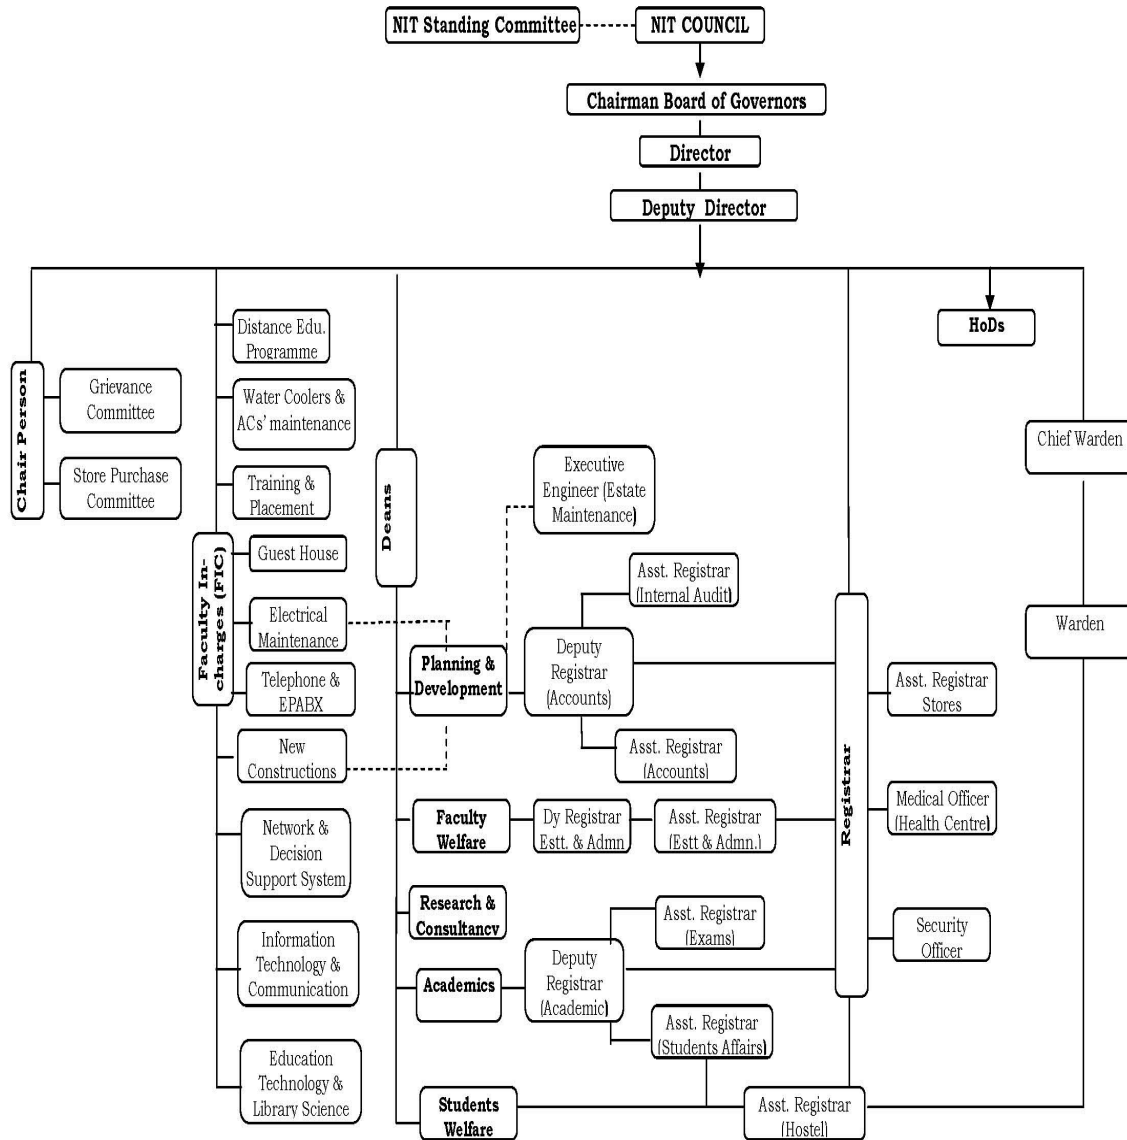 NIT Standing Committee
NIT COUNCIL
Chairman Board of Governors
Director
Deputy Director
Chair Person
Grievance
Committee
Store Purchase
Committee
Faculty In-
charges (FIC)
Distance Edu.
Programme
Water Coolers &
ACs' maintenance
Training &
Placement
Guest House
Electrical
Maintenance
Telephone &
EPABX
New
Constructions
Network &
Decision
Support System
Information
Technology &
Communication
Education
Technology &
Library Science
Deans
Planning &
Development
Executive
Engineer (Estate
Maintenance)
Deputy
Registrar
(Accounts)
Asst. Registrar
(Internal Audit)
Asst. Registrar
(Accounts)
Faculty
Welfare
Dy Registrar
Estt. & Admn
Asst. Registrar
(Estt & Admn.)
Research &
Consultancy
Academics
Deputy
Registrar
(Academic)
Asst. Registrar
(Exams)
Asst. Registrar
(Students Affairs)
Students
Welfare
Asst. Registrar
(Hostel)
Registrar
Asst. Registrar
Stores
Medical Officer
(Health Centre)
Security
Officer
HoDs
Chief Warden
Warden